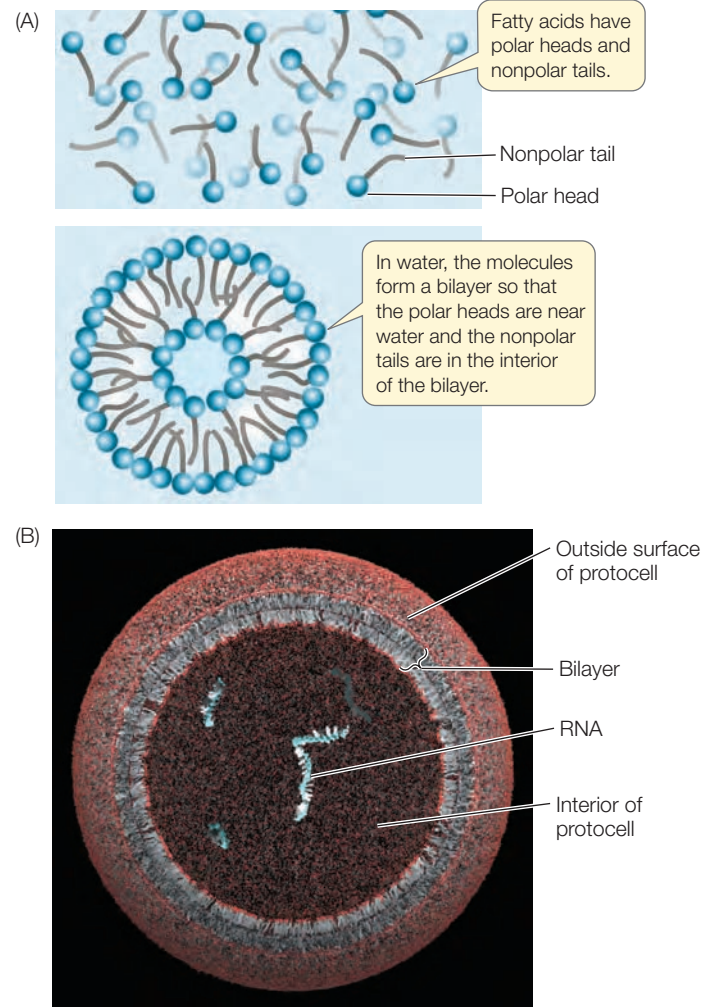 (A)
Fatty acids have
polar heads and
nonpolar tails.
Nonpolar tail
Polar head
In water, the molecules
form a bilayer so that
the polar heads are near
water and the nonpolar
tails are in the interior
of the bilayer.
(B)
Outside surface
of protocell
Bilayer
RNA
Interior of
protocell